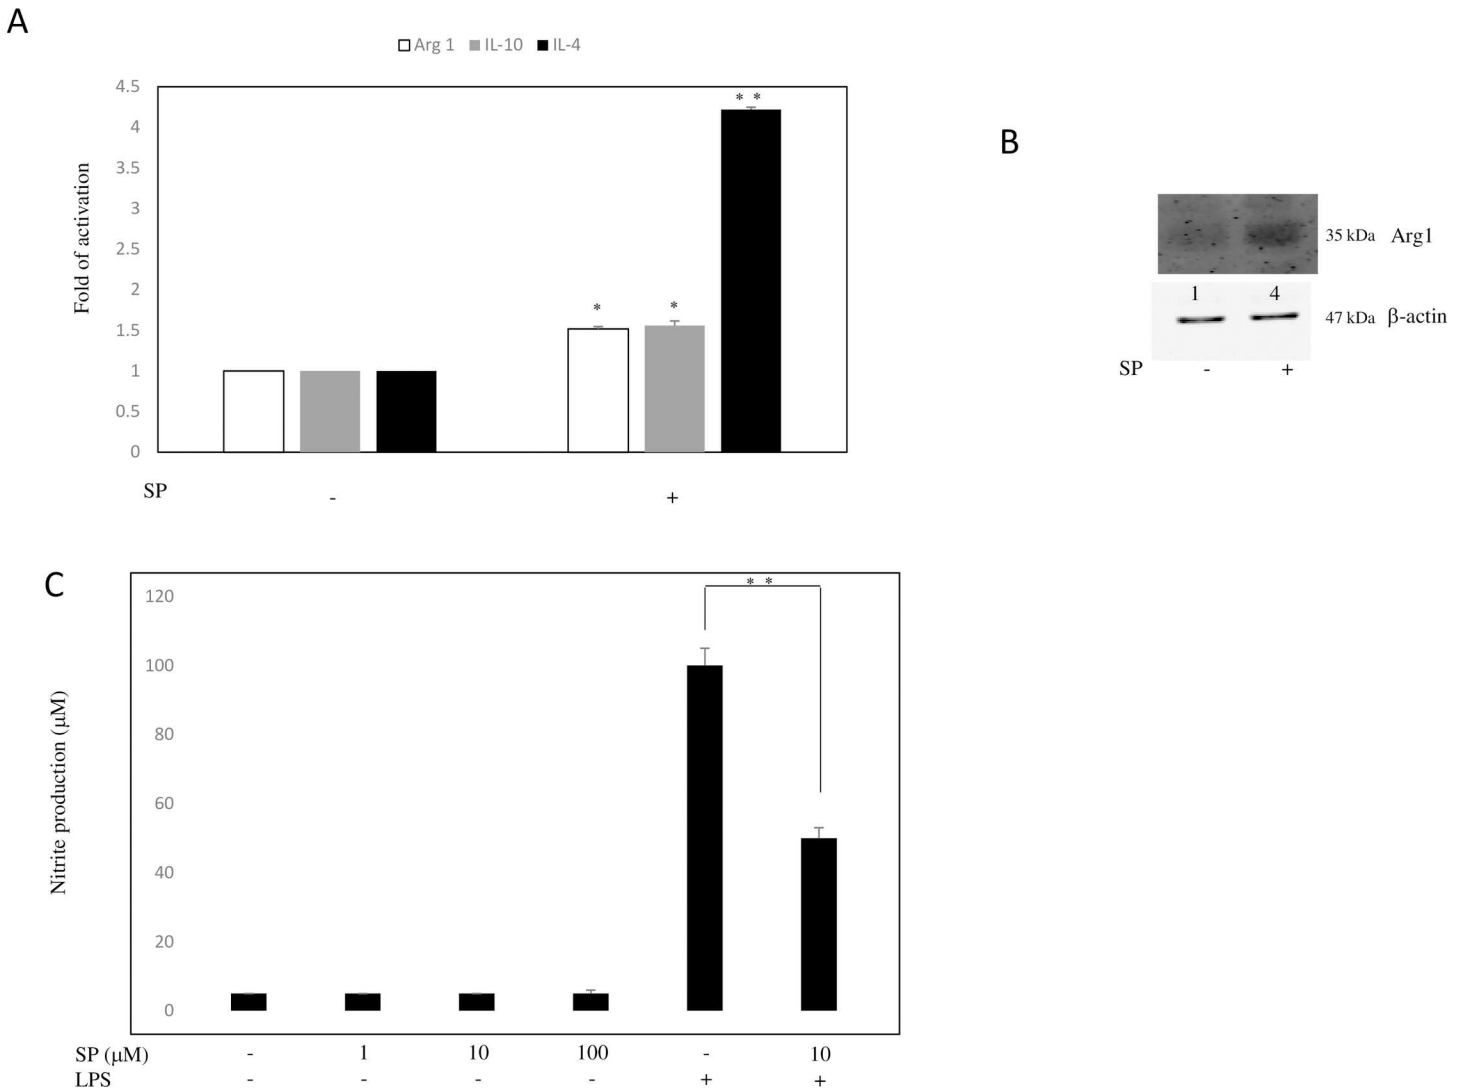 A
Arg 1 IL-10 IL-4
4.5
4
3.5
3
2.5
2
1.5
1
0.5
0
Fold of activation
* *
* *
SP - +
B
35 kDa Arg1
1 4
47 kDa β-actin
SP - +
C
120
100
80
60
40
20
0
Nitrite production (μM)
* *
SP (μM) - 1 10 100 - 10
LPS - - - - + +